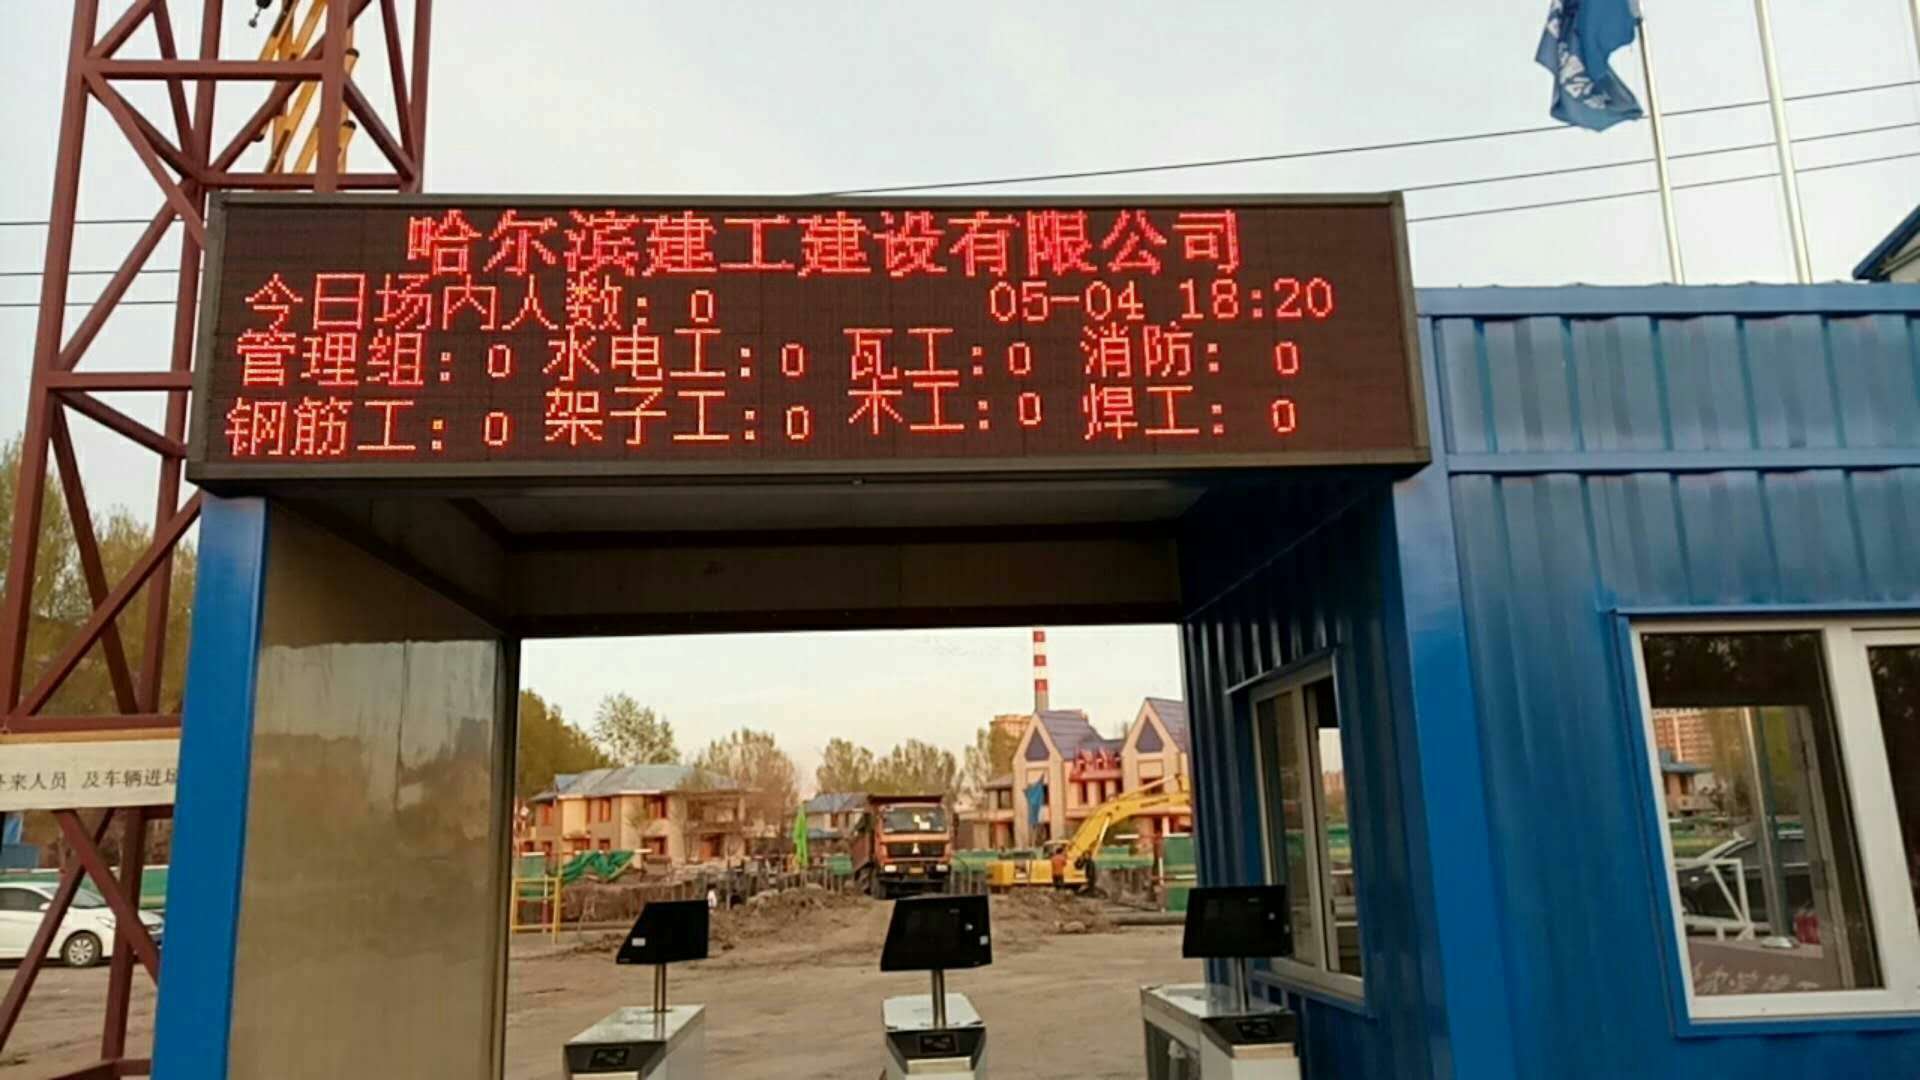 哈尔滨建工建设有限公司
今日场内人数：0 05-04 18:20
管理组：0 水电工：0 瓦工：0 消防：0
钢筋工：0 架子工：0 木工：0 焊工：0
来人员 及车辆进场